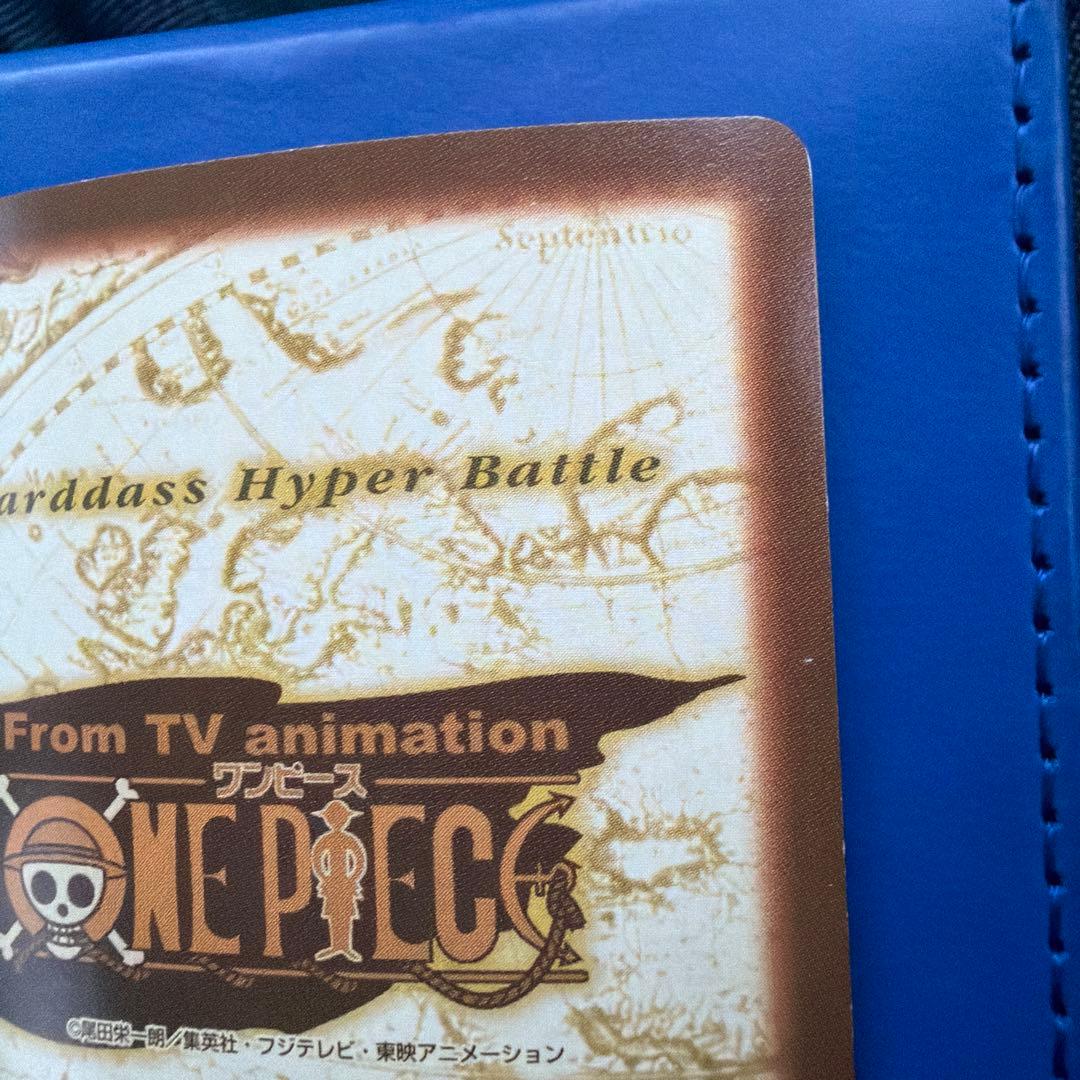 Septentrio
arddass Hyper Battle
From TV animation
ワンピース
ONE PIECE
©尾田栄一郎／集英社・フジテレビ・東映アニメーション